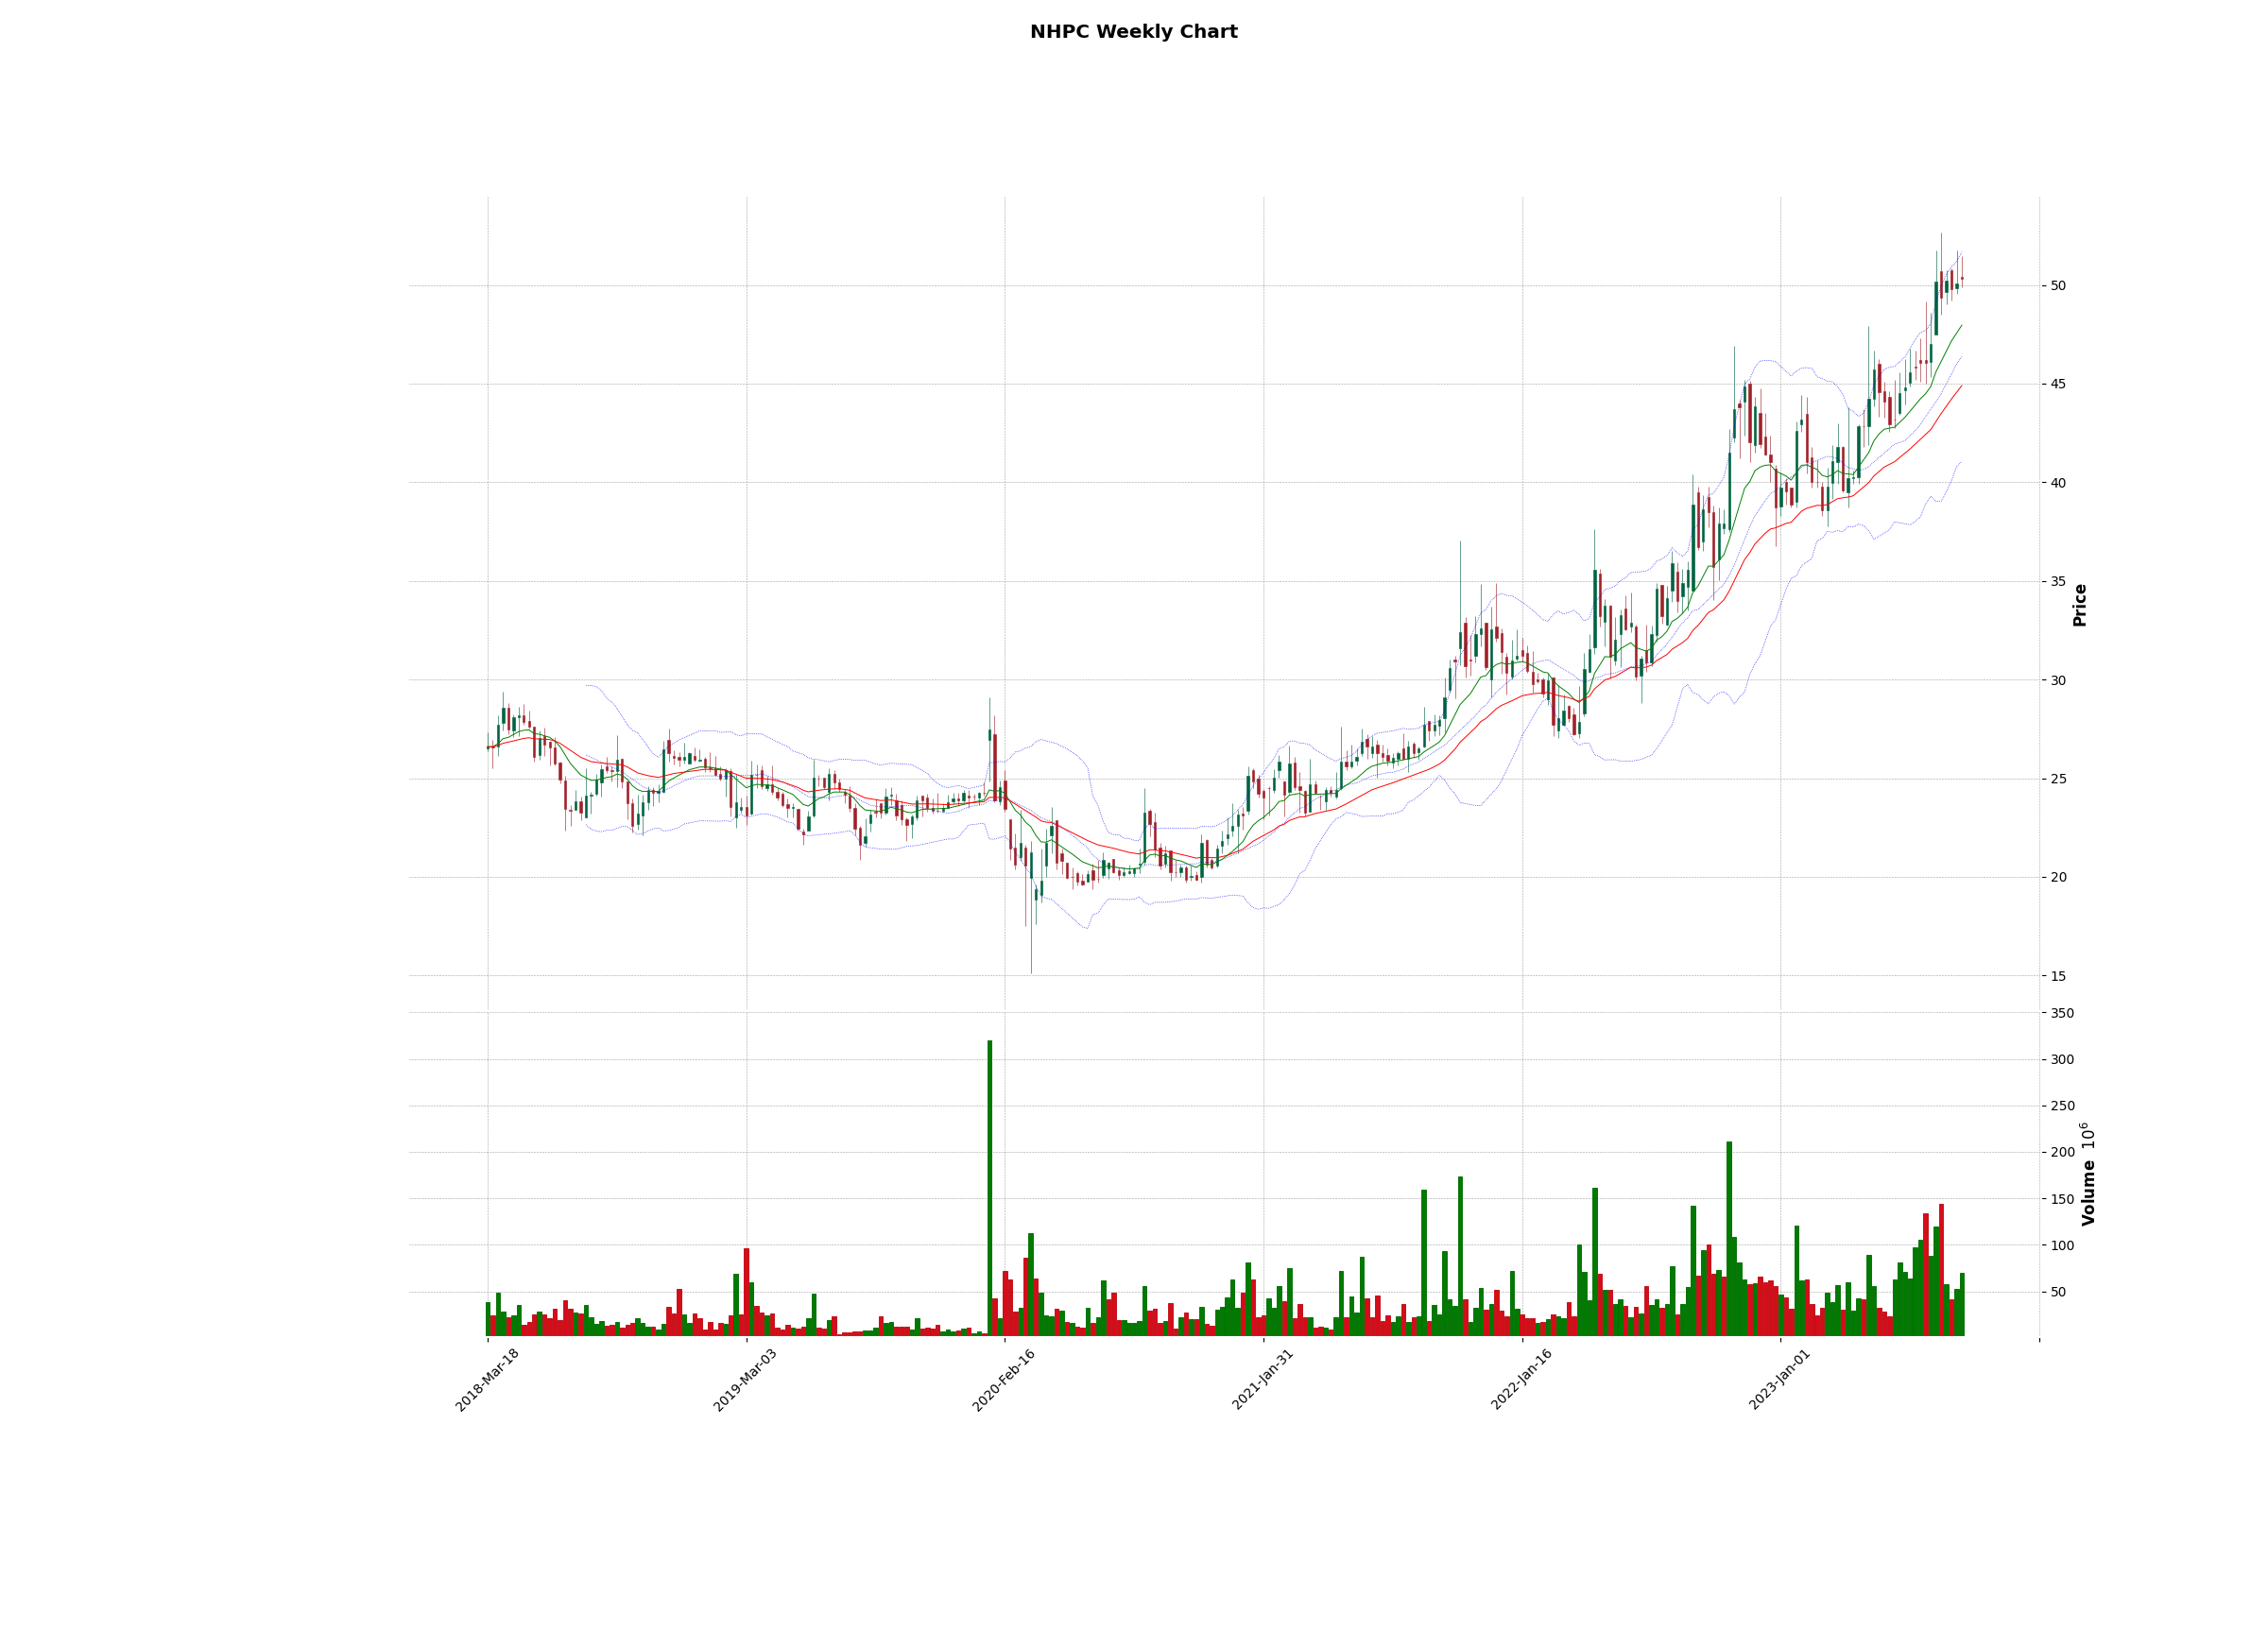 NHPC Weekly Chart
50
45
40
35
30
25
20
15
Price
350
300
250
200
150
100
50
Volume 10⁶
2018-Mar-18
2019-Mar-03
2020-Feb-16
2021-Jan-31
2022-Jan-16
2023-Jan-01